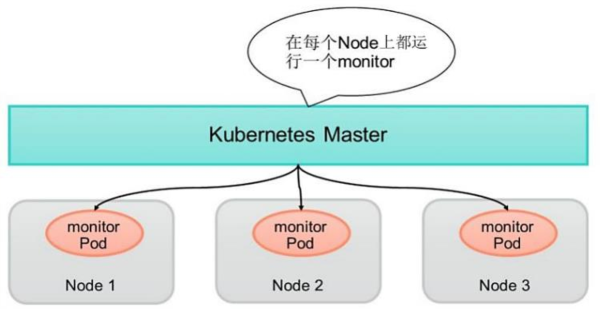 在每个Node上都运
行一个monitor
Kubernetes Master
monitor
Pod
Node 1
monitor
Pod
Node 2
monitor
Pod
Node 3